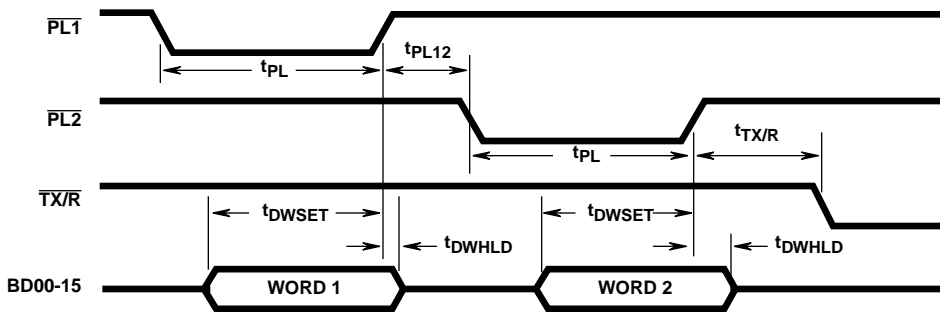 PL1
tPL12
tPL
PL2
tTX/R
tPL
TX/R
tDWSET
tDWSET
tDWHLD
tDWHLD
BD00-15
WORD 1
WORD 2